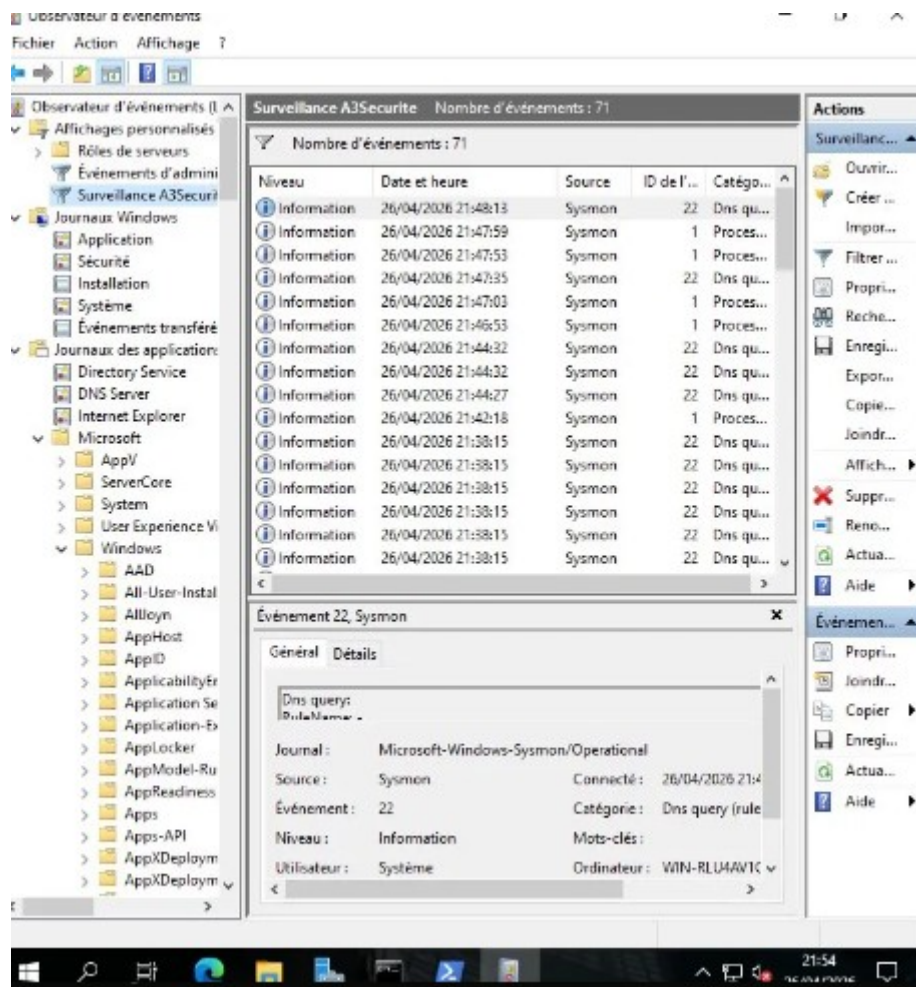 Observateur d'événements
Fichier Action Affichage ?
Observateur d'événements (L
Affichages personnalisés
Rôles de serveurs
Événements d'admini
Surveillance A3Securit
Journaux Windows
Application
Sécurité
Installation
Système
Événements transféré
Journaux des applications
Directory Service
DNS Server
Internet Explorer
Microsoft
AppV
ServerCore
System
User Experience Vi
Windows
AAD
All-User-Instal
AllJoyn
AppHost
AppID
ApplicabilityEr
Application Se
Application-Ex
AppLocker
AppModel-Ru
AppReadiness
Apps
Apps-API
AppXDeploym
AppXDeploym
Surveillance A3Securite Nombre d'événements : 71
Nombre d'événements : 71
Niveau Date et heure Source ID de l'... Catégo...
Information 26/04/2026 21:48:13 Sysmon 22 Dns qu...
Information 26/04/2026 21:47:59 Sysmon 1 Proces...
Information 26/04/2026 21:47:53 Sysmon 1 Proces...
Information 26/04/2026 21:47:35 Sysmon 22 Dns qu...
Information 26/04/2026 21:47:03 Sysmon 1 Proces...
Information 26/04/2026 21:46:53 Sysmon 1 Proces...
Information 26/04/2026 21:44:32 Sysmon 22 Dns qu...
Information 26/04/2026 21:44:32 Sysmon 22 Dns qu...
Information 26/04/2026 21:44:27 Sysmon 22 Dns qu...
Information 26/04/2026 21:42:18 Sysmon 1 Proces...
Information 26/04/2026 21:38:15 Sysmon 22 Dns qu...
Information 26/04/2026 21:38:15 Sysmon 22 Dns qu...
Information 26/04/2026 21:38:15 Sysmon 22 Dns qu...
Information 26/04/2026 21:38:15 Sysmon 22 Dns qu...
Information 26/04/2026 21:38:15 Sysmon 22 Dns qu...
Information 26/04/2026 21:38:15 Sysmon 22 Dns qu...
Événement 22, Sysmon
Général Détails
Dns query:
RuleName: -
Journal : Microsoft-Windows-Sysmon/Operational
Source : Sysmon Connecté : 26/04/2026 21:4
Événement : 22 Catégorie : Dns query (rule
Niveau : Information Mots-clés :
Utilisateur : Système Ordinateur : WIN-RLU4AV1
Actions
Surveillanc...
Ouvrir...
Créer ...
Impor...
Filtrer ...
Propri...
Reche...
Enregi...
Expor...
Copie...
Joindr...
Affich...
Suppr...
Reno...
Actua...
Aide
Événemen...
Propri...
Joindr...
Copier
Enregi...
Actua...
Aide
21:54